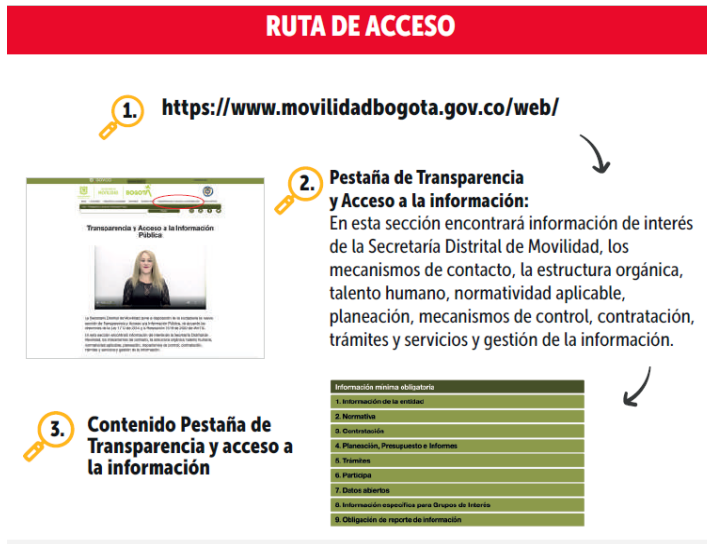 RUTA DE ACCESO
1. https://www.movilidadbogota.gov.co/web/
2. Pestaña de Transparencia
y Acceso a la información:
En esta sección encontrará información de interés
de la Secretaría Distrital de Movilidad, los
mecanismos de contacto, la estructura orgánica,
talento humano, normatividad aplicable,
planeación, mecanismos de control, contratación,
trámites y servicios y gestión de la información.
BOGOTÁ
Transparencia y Acceso a la Información
Pública
3. Contenido Pestaña de
Transparencia y acceso a
la información
Información mínima obligatoria
1. Información de la entidad
2. Normativa
3. Contratación
4. Planeación, Presupuesto e Informes
5. Trámites
6. Participa
7. Datos abiertos
8. Información específica para Grupos de Interés
9. Obligación de reporte de información